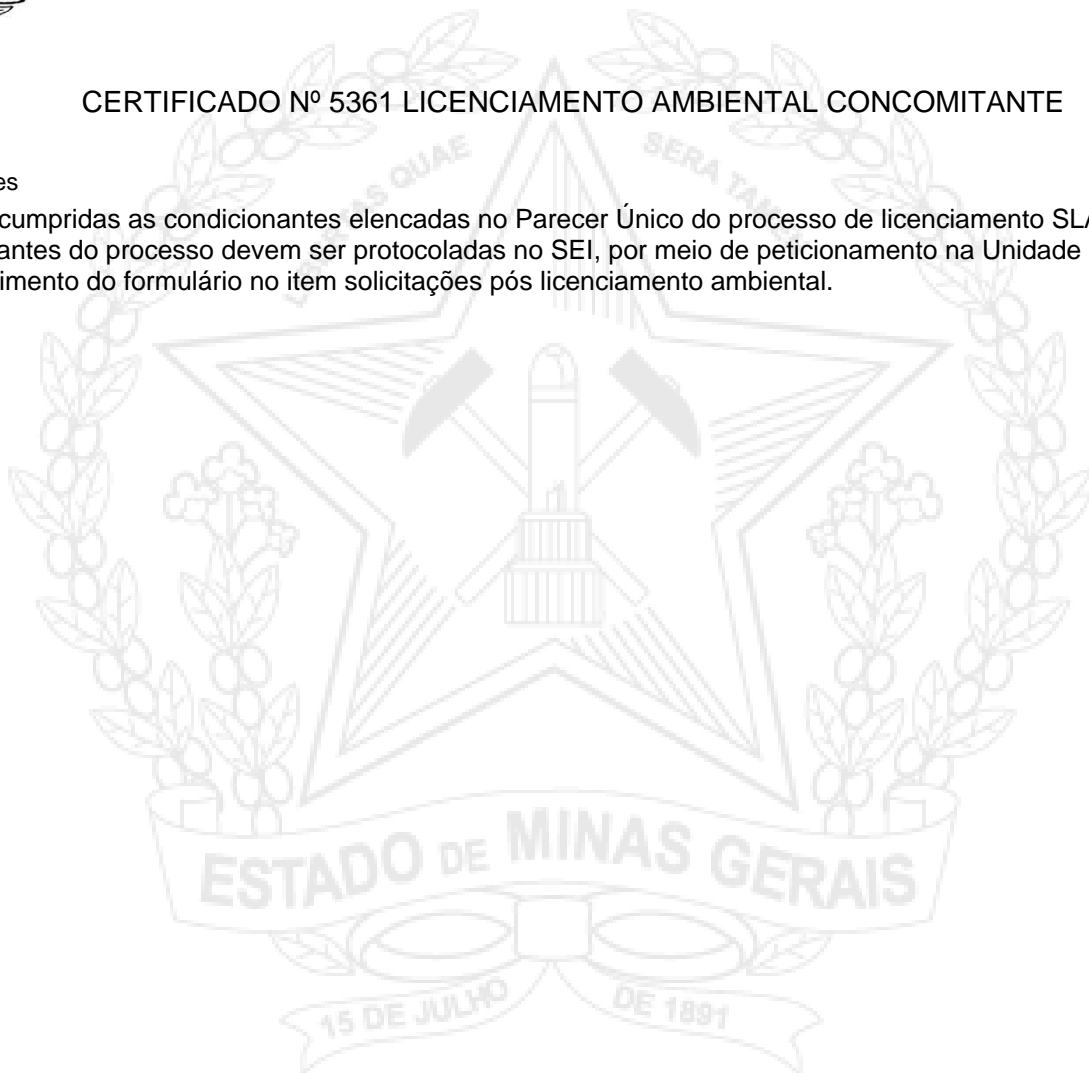 CERTIFICADO Nº 5361 LICENCIAMENTO AMBIENTAL CONCOMITANTE
es
cumpridas as condicionantes elencadas no Parecer Único do processo de licenciamento SLA
antes do processo devem ser protocoladas no SEI, por meio de peticionamento na Unidade
imento do formulário no item solicitações pós licenciamento ambiental.
QUAE SERA TAMEN
ESTADO DE MINAS GERAIS
15 DE JULHO DE 1891